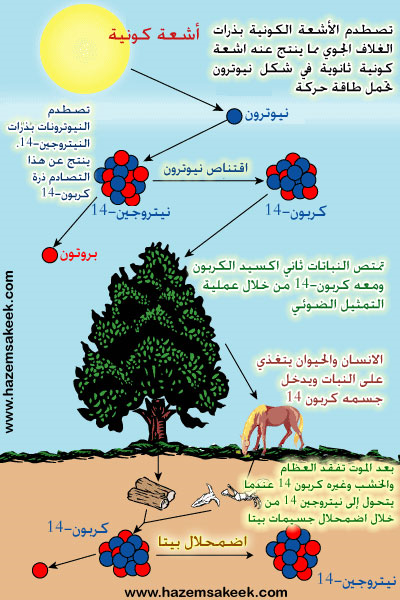 تصطدم الأشعة الكونية بذرات
الغلاف الجوي مما ينتج عنه اشعة
كونية ثانوية في شكل نيوترون
تحمل طاقة حركة
أشعة كونية
نيوترون
تصطدم
النيوترونات بذرات
النيتروجين-14.
ينتج عن هذا
التصادم ذرة
كربون-14
اقتناص نيوترون
نيتروجين-14
كربون-14
بروتون
تمتص النباتات ثاني اكسيد الكربون
ومعه كربون-14 من خلال عملية
التمثيل الضوئي
الانسان والحيوان يتغذي
على النبات ويدخل
جسمه كربون 14
بعد الموت تفقد العظام
والخشب وغيره كربون 14 عندما
يتحول إلى نيتروجين 14 من
خلال اضمحلال جسيمات بيتا
كربون-14
اضمحلال بيتا
نيتروجين-14
www.hazemsakeek.com
www.hazemsakeek.com